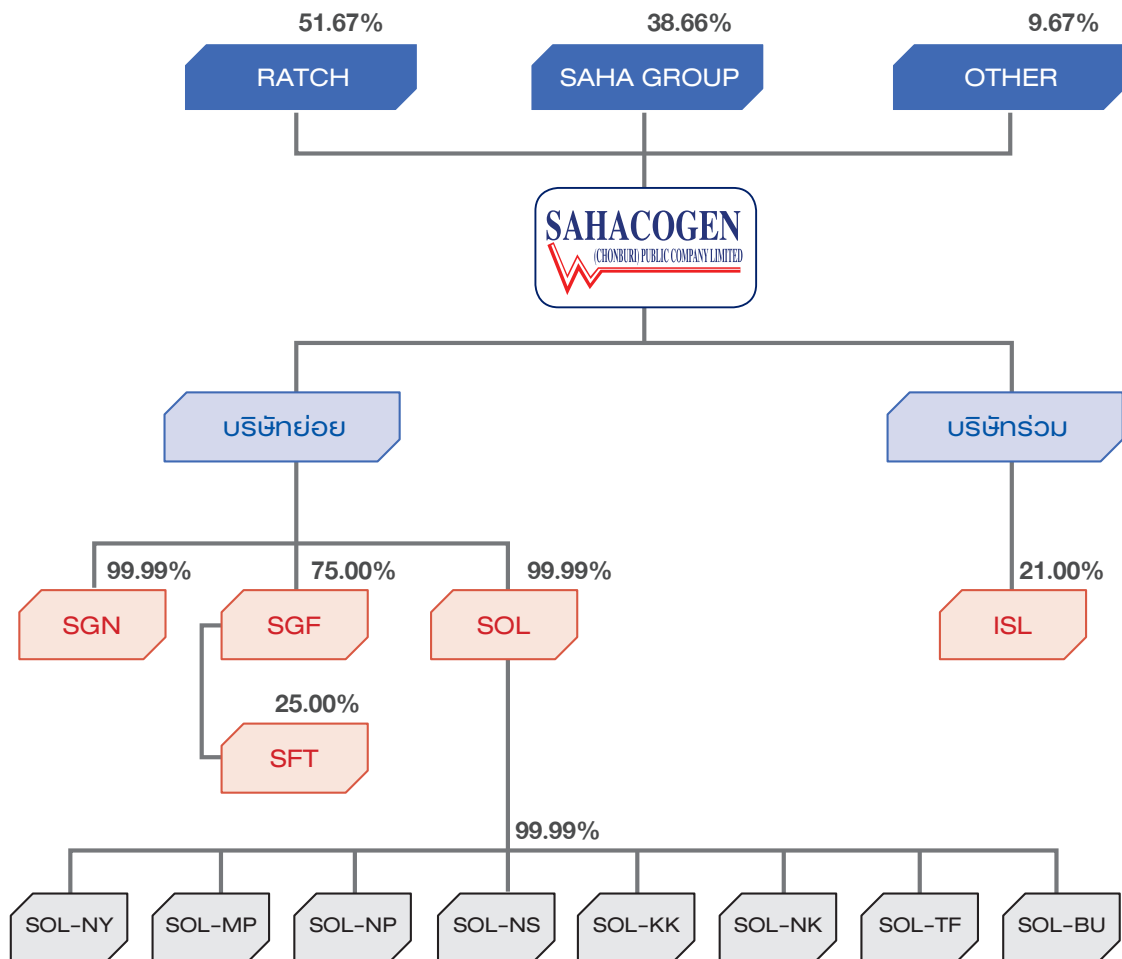 51.67% 38.66% 9.67%
RATCH SAHA GROUP OTHER
SAHACOGEN
(CHONBURI) PUBLIC COMPANY LIMITED
บริษัทย่อย บริษัทร่วม
99.99% 75.00% 99.99% 21.00%
SGN SGF SOL ISL
25.00%
SFT
99.99%
SOL-NY SOL-MP SOL-NP SOL-NS SOL-KK SOL-NK SOL-TF SOL-BU